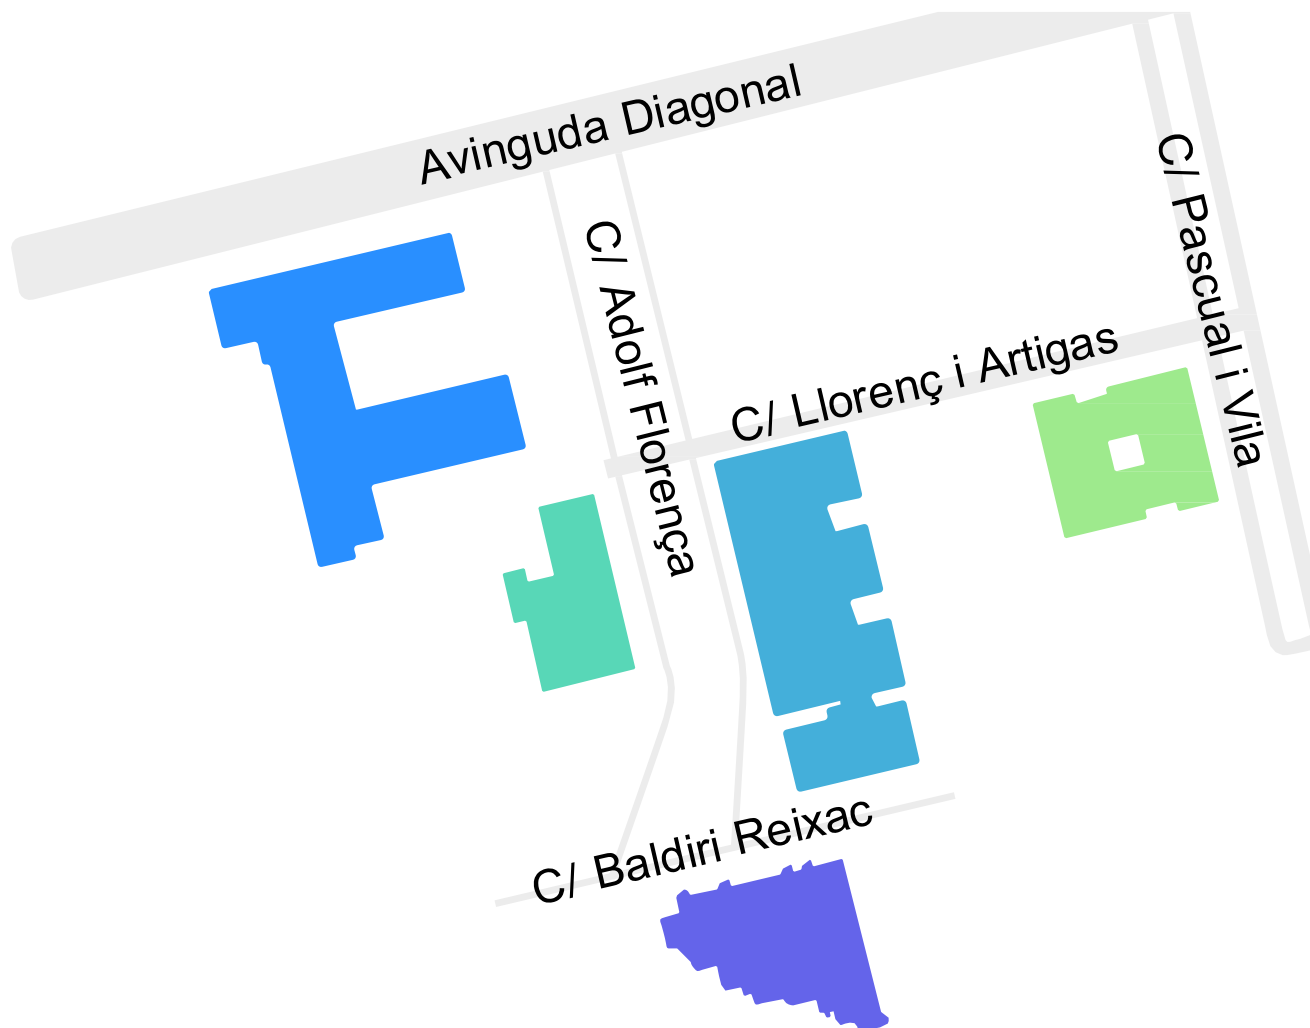 Avinguda Diagonal
C/ Pascual i Vila
C/ Adolf Florença
C/ Llorenç i Artigas
C/ Baldiri Reixac